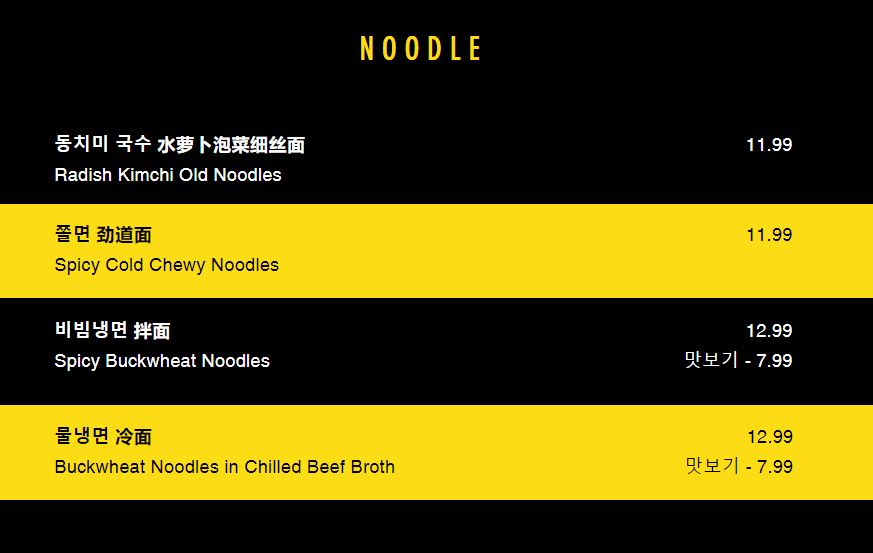 NOODLE
동치미 국수 水萝卜泡菜细丝面 11.99
Radish Kimchi Old Noodles
쫄면 劲道面 11.99
Spicy Cold Chewy Noodles
비빔냉면 拌面 12.99
Spicy Buckwheat Noodles 맛보기 - 7.99
물냉면 冷面 12.99
Buckwheat Noodles in Chilled Beef Broth 맛보기 - 7.99